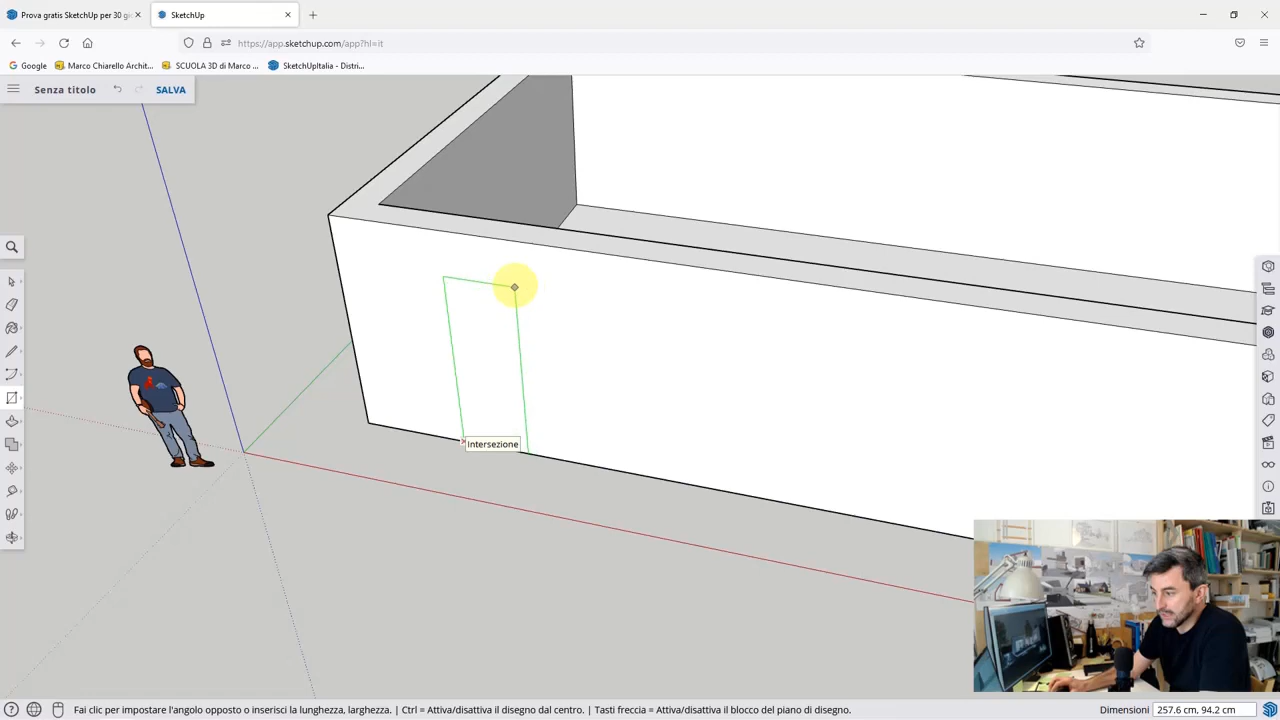 Prova gratis SketchUp per 30 gi
SketchUp
https://app.sketchup.com/app?hl=it
Google
Marco Chiarello Archit...
SCUOLA 3D di Marco ...
SketchUpItalia - Distri...
Senza titolo
SALVA
Intersezione
Fai clic per impostare l'angolo opposto o inserisci la lunghezza, larghezza. | Ctrl = Attiva/disattiva il disegno dal centro. | Tasti freccia = Attiva/disattiva il blocco del piano di disegno.
Dimensioni
257.6 cm, 94.2 cm